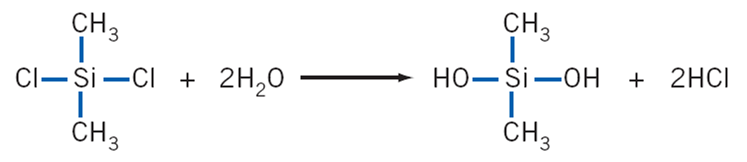 CH₃ CH₃
Cl—Si—Cl + 2H₂O ⟶ HO—Si—OH + 2HCl
CH₃ CH₃